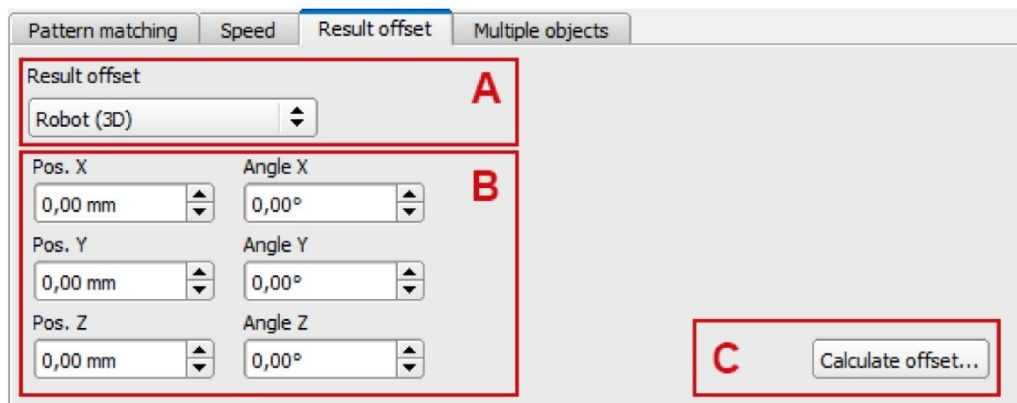 Pattern matching Speed Result offset Multiple objects
Result offset A
Robot (3D)
Pos. X Angle X B
0,00 mm 0,00°
Pos. Y Angle Y
0,00 mm 0,00°
Pos. Z Angle Z
0,00 mm 0,00°
C Calculate offset...